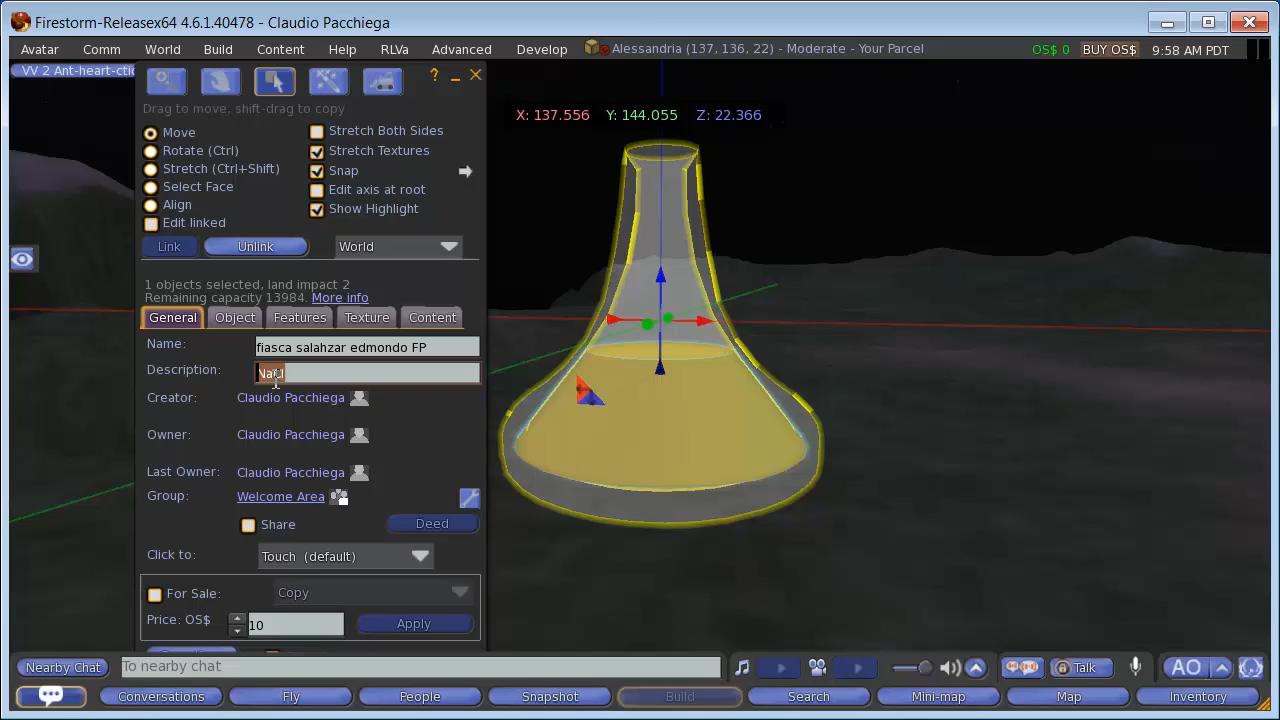 Firestorm-Releasex64 4.6.1.40478 - Claudio Pacchiega
Avatar Comm World Build Content Help RLVa Advanced Develop Alessandria (137, 136, 22) - Moderate - Your Parcel OS$ 0 BUY OS$ 9:58 AM PDT
VV 2 Ant-heart-ctio
?
Drag to move, shift-drag to copy
X: 137.556 Y: 144.055 Z: 22.366
Move Stretch Both Sides
Rotate (Ctrl) Stretch Textures
Stretch (Ctrl+Shift) Snap
Select Face Edit axis at root
Align Show Highlight
Edit linked
Link Unlink World
1 objects selected, land impact 2
Remaining capacity 13984. More info
General Object Features Texture Content
Name: fiasca salahzar edmondo FP
Description:
Creator: Claudio Pacchiega
Owner: Claudio Pacchiega
Last Owner: Claudio Pacchiega
Group: Welcome Area
Share Deed
Click to: Touch (default)
For Sale: Copy
Price: OS$ 10 Apply
Nearby Chat To nearby chat Talk AO
Conversations Fly People Snapshot Build Search Mini-map Map Inventory